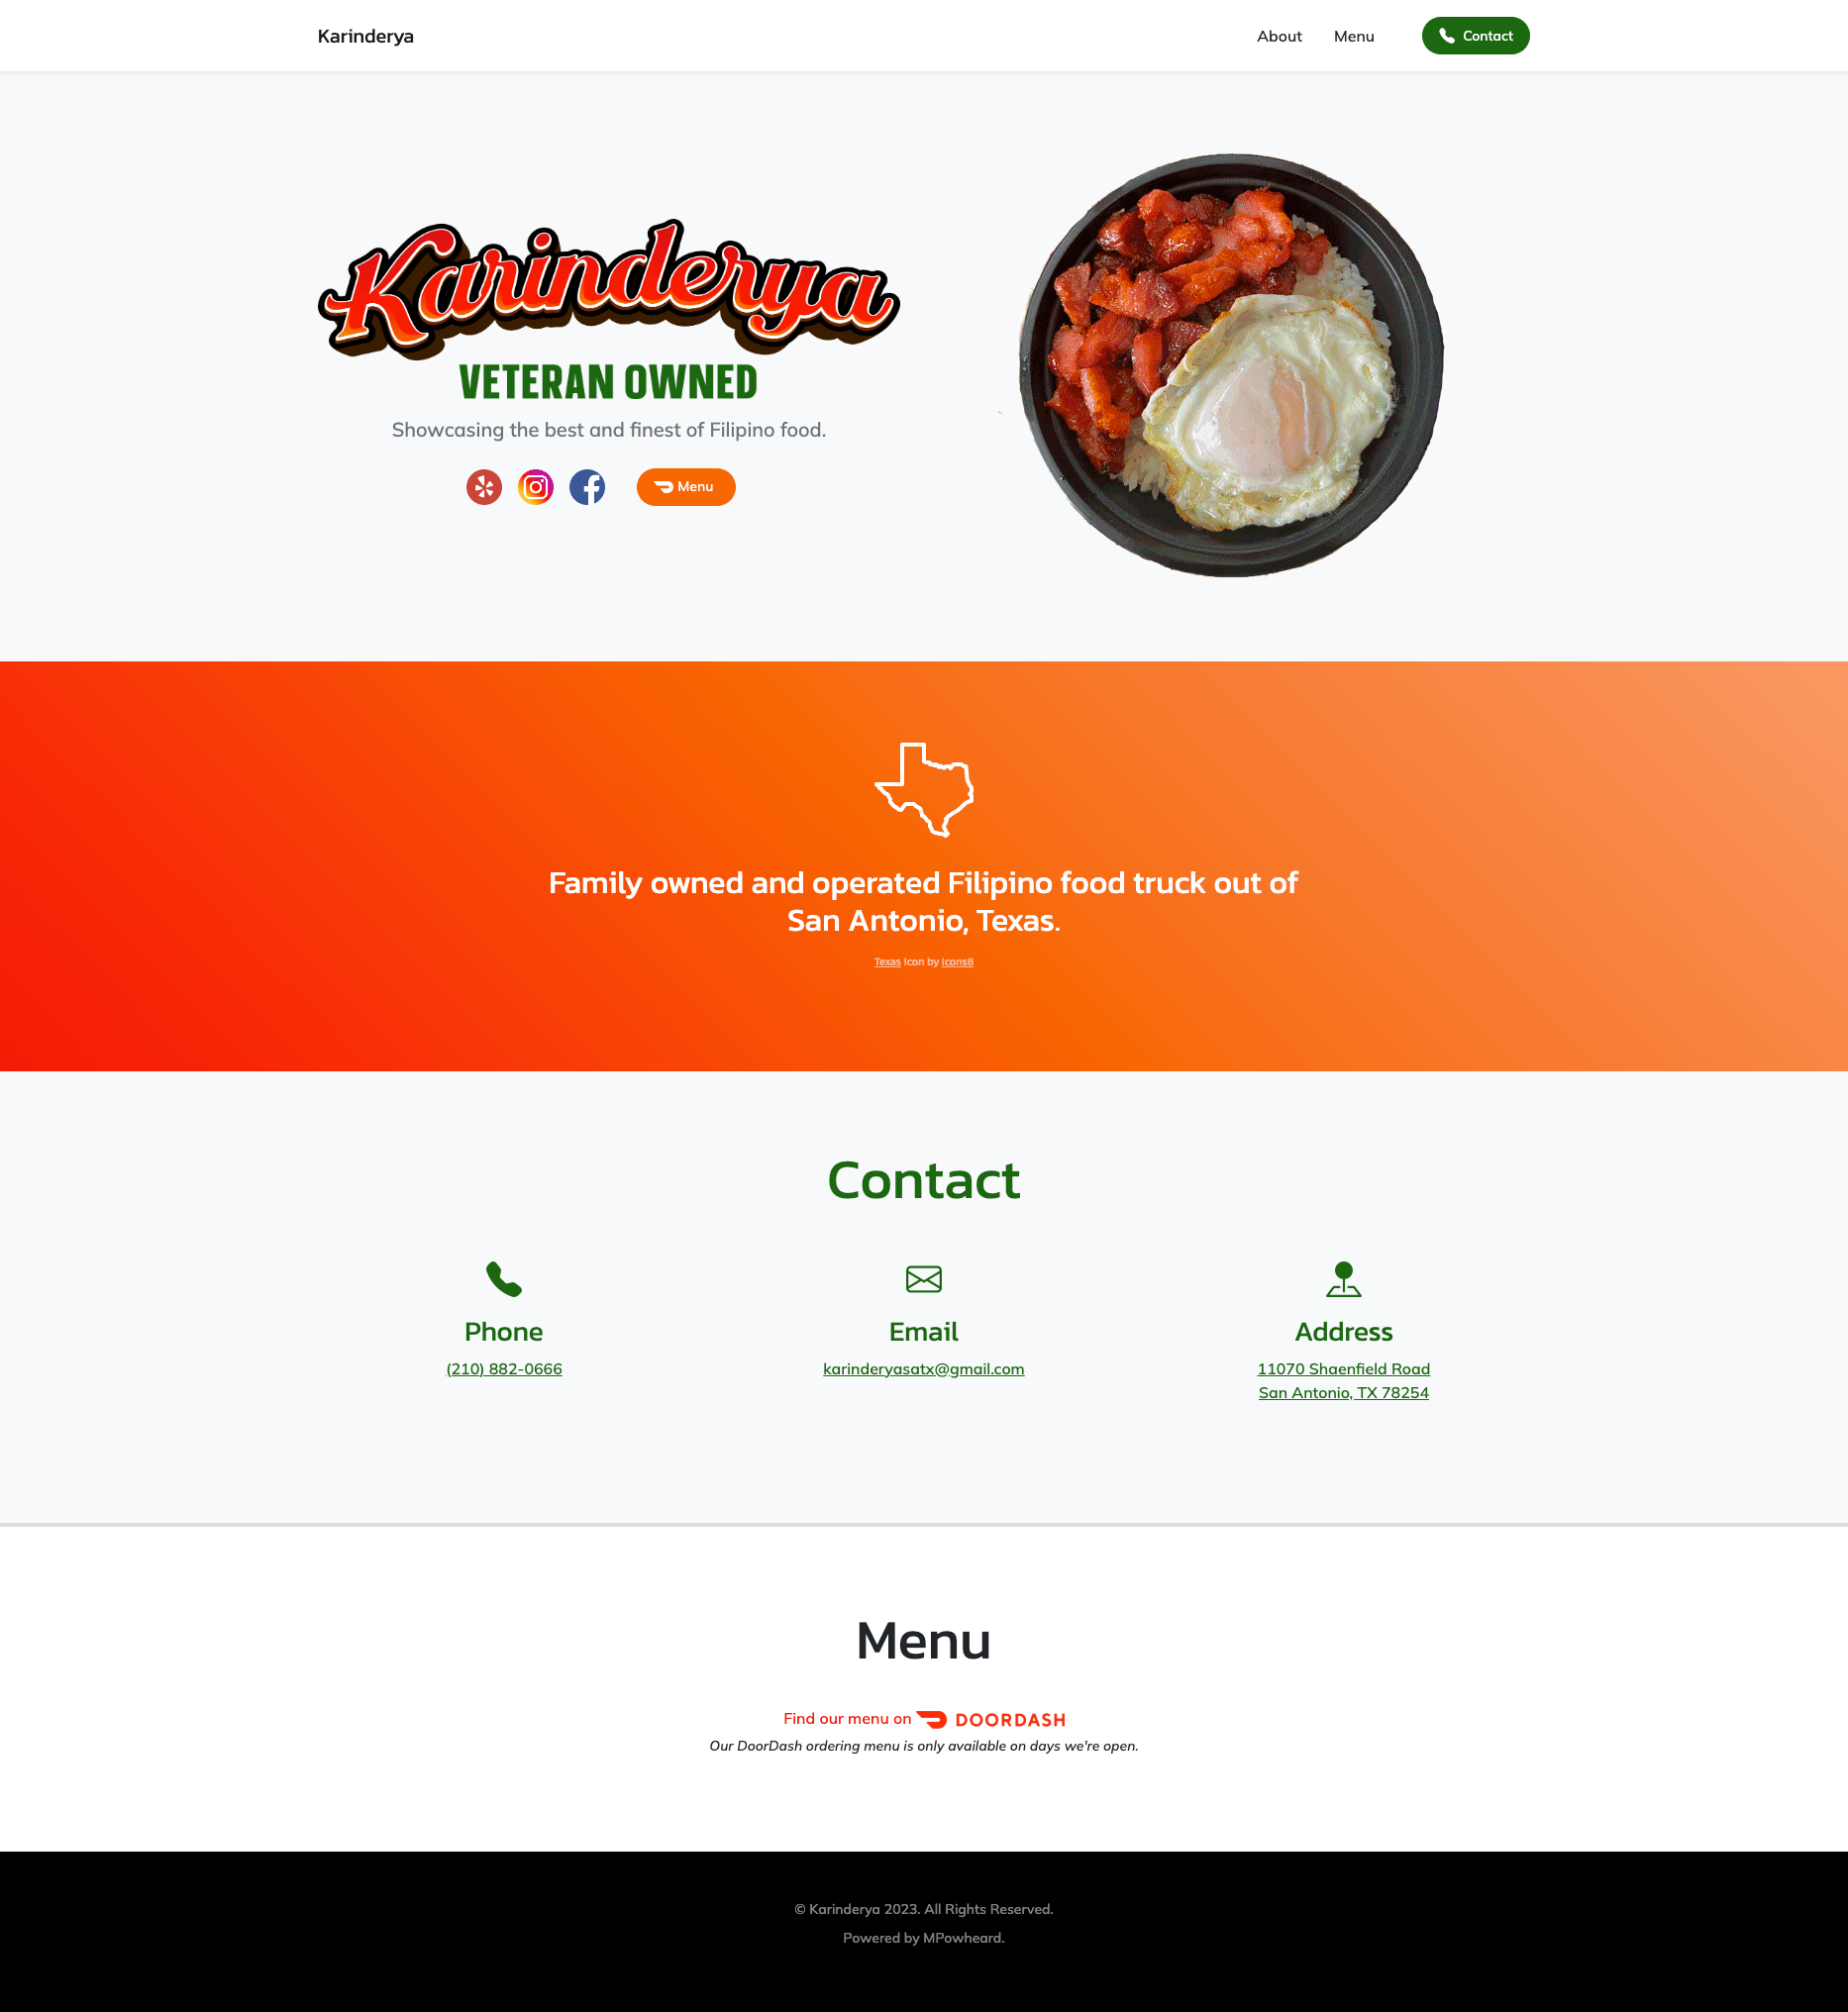 Karinderya
About
Menu
Contact
Karinderya
VETERAN OWNED
Showcasing the best and finest of Filipino food.
Menu
Family owned and operated Filipino food truck out of
San Antonio, Texas.
Texas icon by Icons8
Contact
Phone
(210) 882-0666
Email
karinderyasatx@gmail.com
Address
11070 Shaenfield Road
San Antonio, TX 78254
Menu
Find our menu on DOORDASH
Our DoorDash ordering menu is only available on days we're open.
© Karinderya 2023. All Rights Reserved.
Powered by MPowheard.